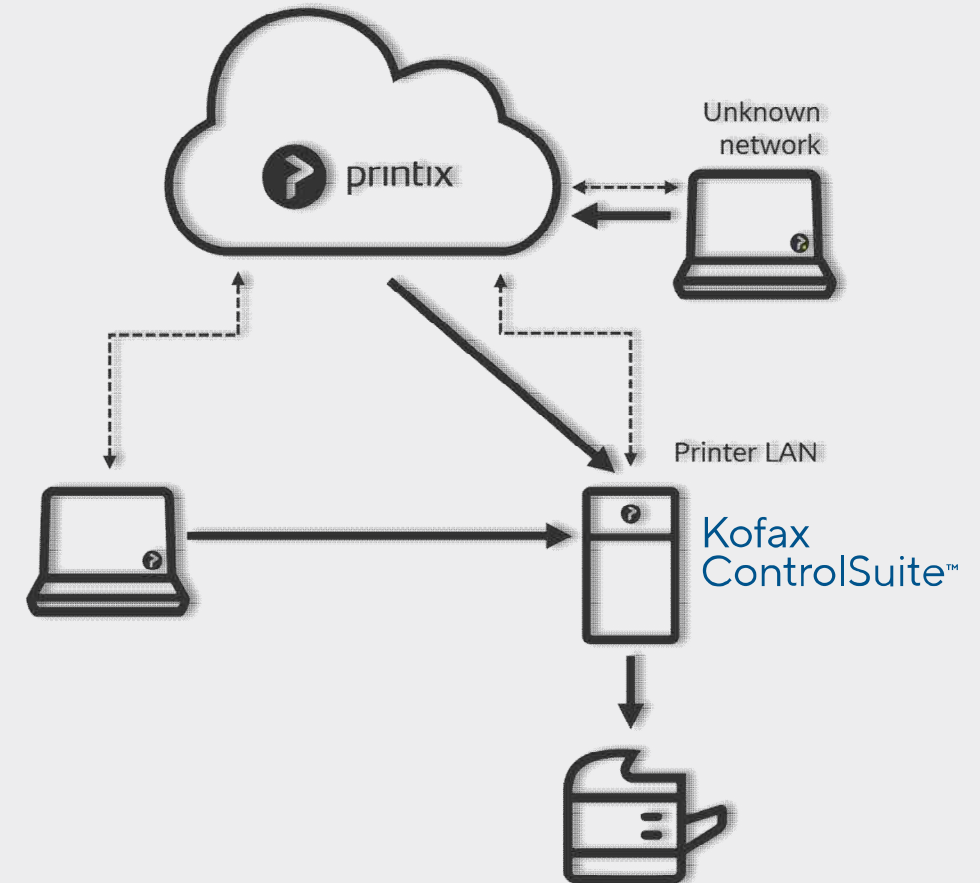 Unknown
network
printix
Printer LAN
Kofax
ControlSuite™